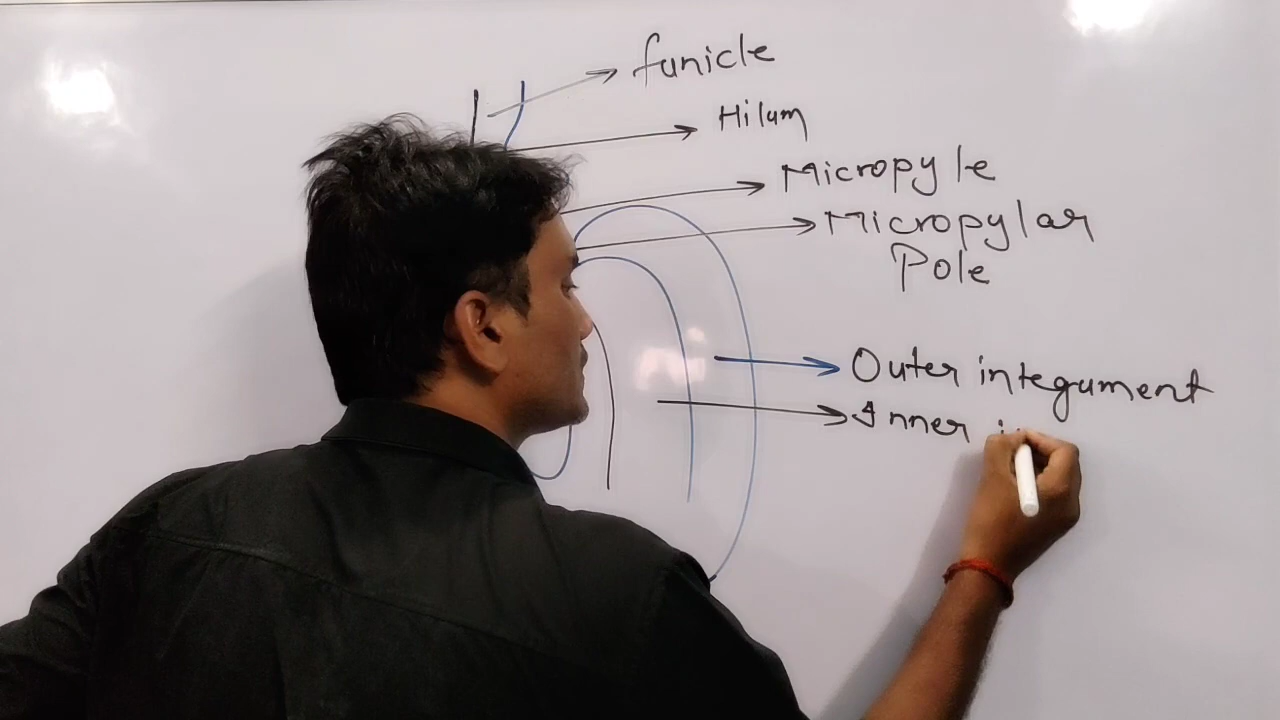 funicle
Hilum
Micropyle
Micropylar
Pole
Outer integument
Inner